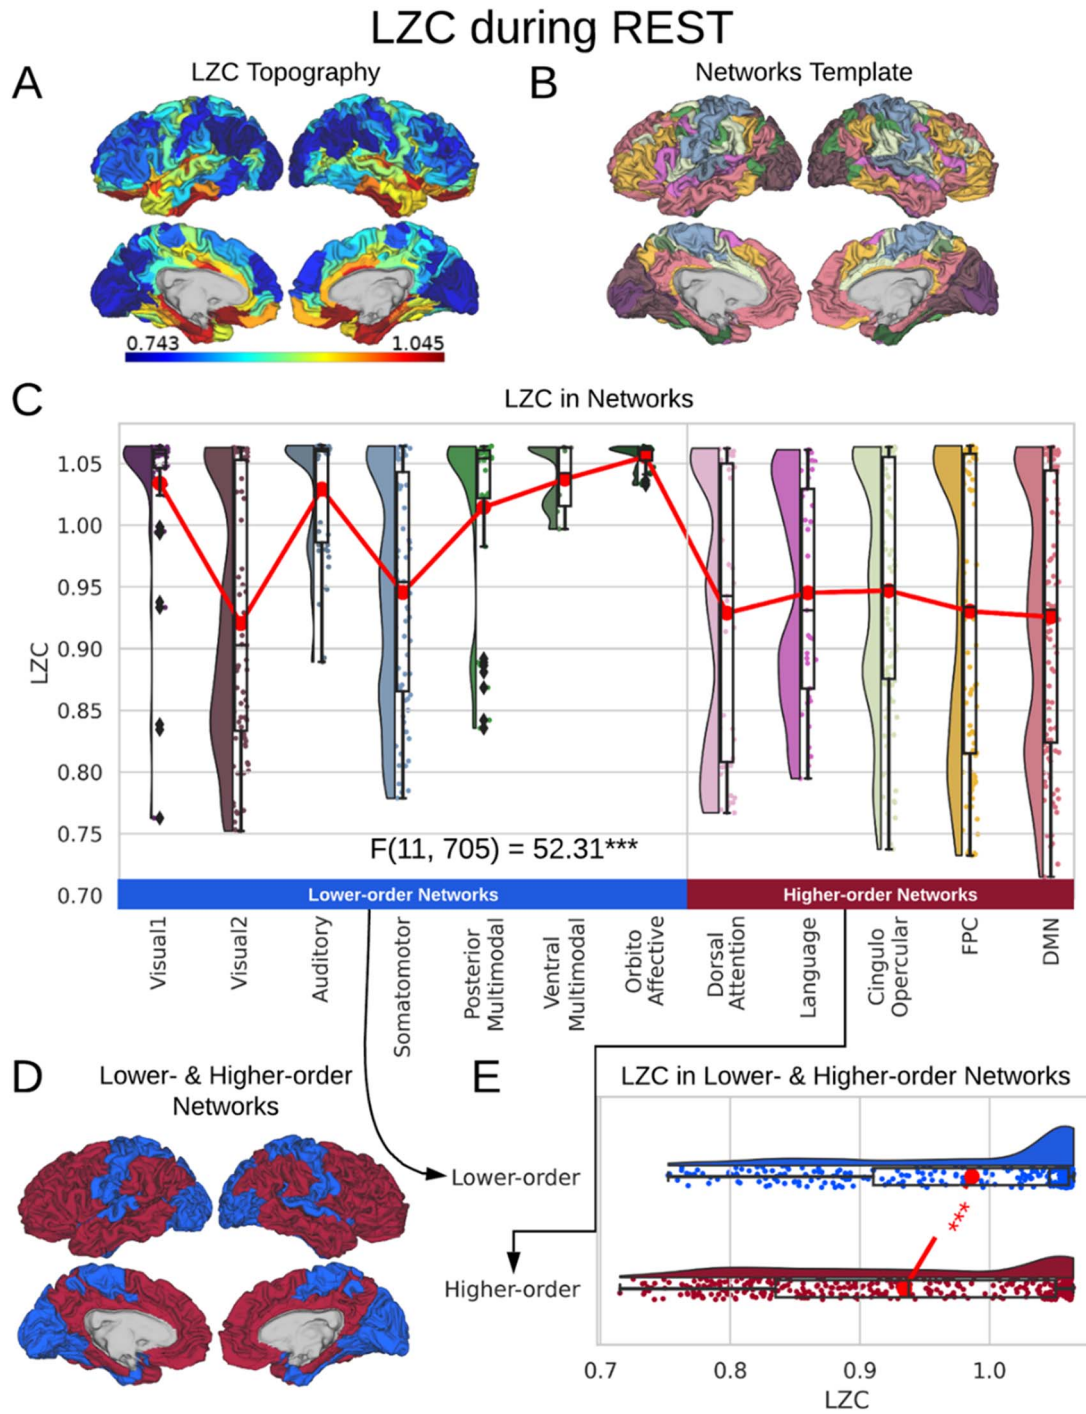 LZC during REST
A
LZC Topography
B
Networks Template
0.743
1.045
C
LZC in Networks
LZC
1.05
1.00
0.95
0.90
0.85
0.80
0.75
0.70
F(11, 705) = 52.31***
Lower-order Networks
Higher-order Networks
Visual1
Visual2
Auditory
Somatomotor
Posterior
Multimodal
Ventral
Multimodal
Orbito
Affective
Dorsal
Attention
Language
Cingulo
Opercular
FPC
DMN
D
Lower- & Higher-order
Networks
E
LZC in Lower- & Higher-order Networks
Lower-order
***
Higher-order
0.7
0.8
0.9
1.0
LZC